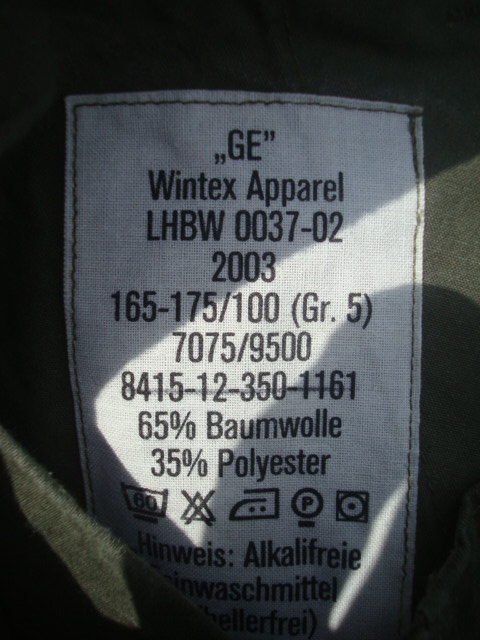 „GE”
Wintex Apparel
LHBW 0037-02
2003
165-175/100 (Gr. 5)
7075/9500
8415-12-350-1161
65% Baumwolle
35% Polyester
60 P
Hinweis: Alkalifreie